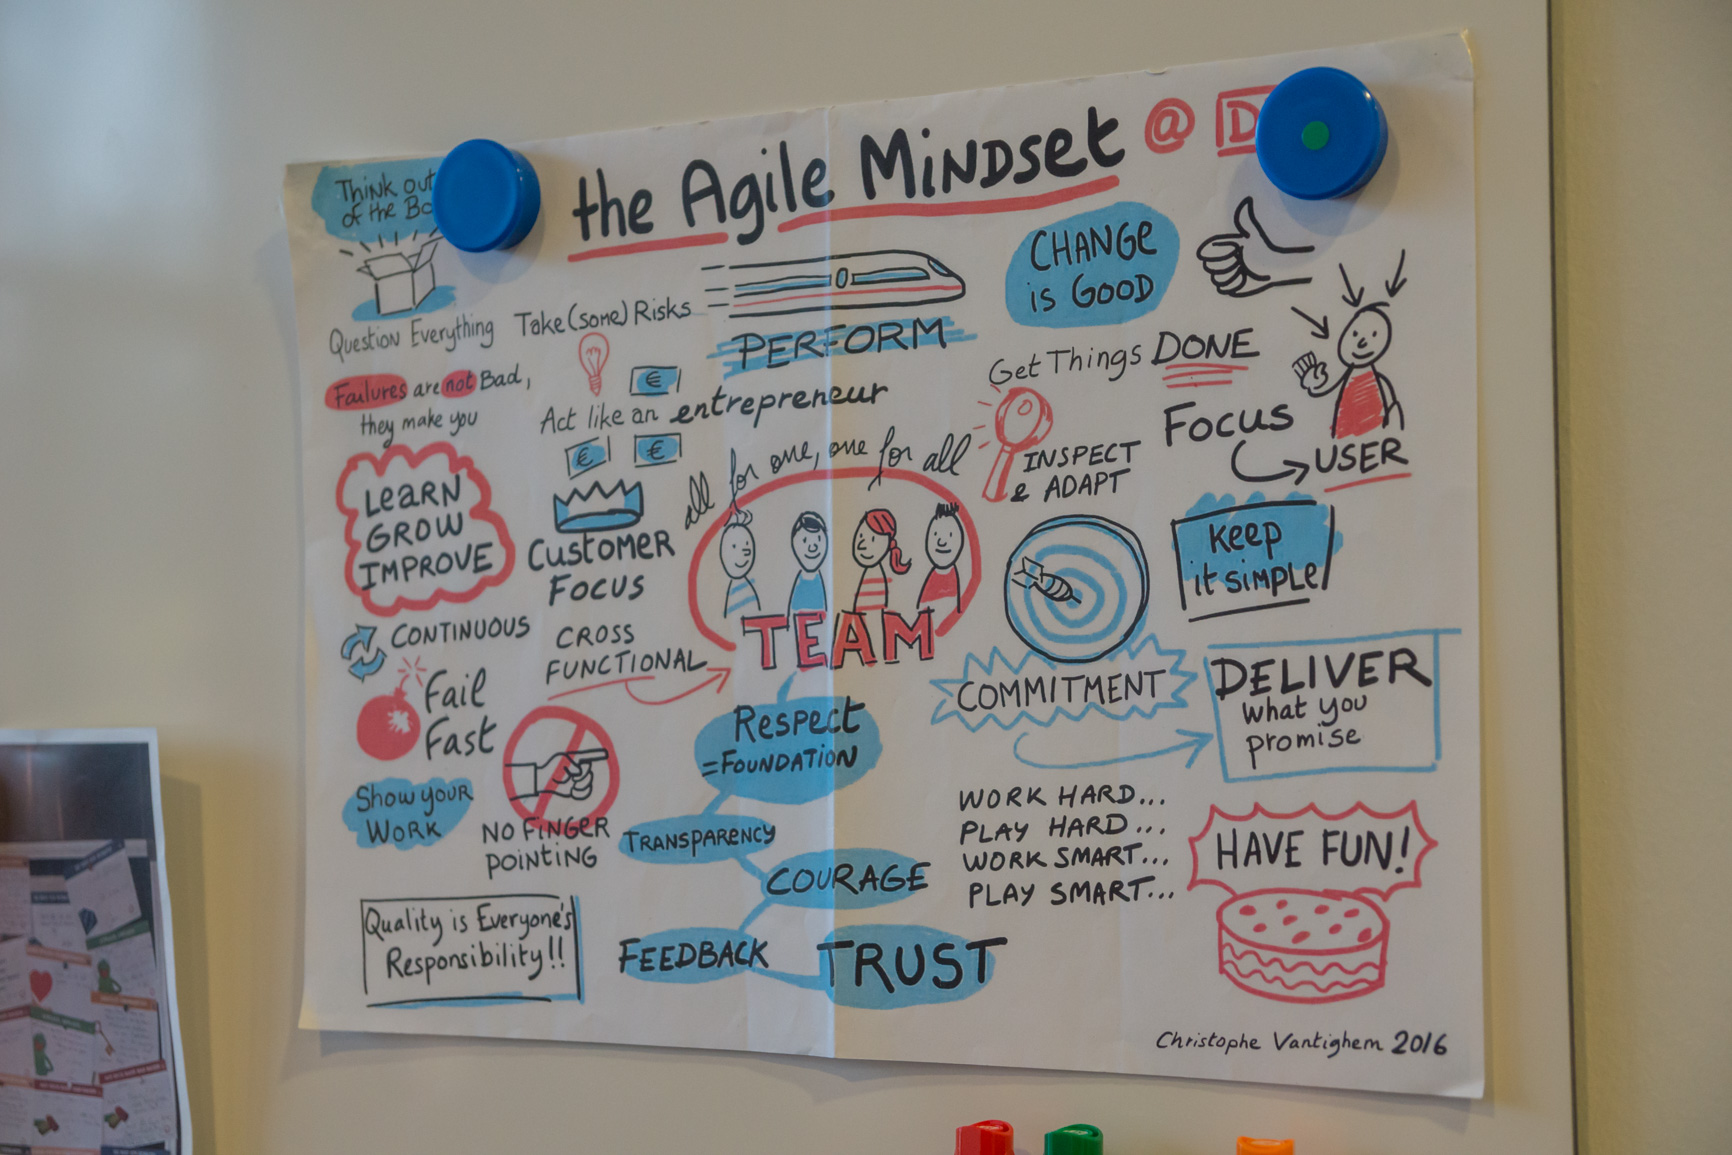 the Agile Mindset @ D
Think out
of the Bo
Question Everything
Failures are not Bad,
they make you
LEARN
GROW
IMPROVE
CONTINUOUS
Fail
Fast
Show your
Work
NO FINGER
POINTING
Quality is Everyone's
Responsibility!!
Take (some) Risks
€
Act like an entrepreneur
€ €
Customer
Focus
CROSS
FUNCTIONAL
PERFORM
all for one, one for all
TEAM
Respect
= Foundation
TRANSPARENCY
COURAGE
FEEDBACK
TRUST
CHANGE
is GOOD
Get Things DONE
INSPECT
& ADAPT
Focus
USER
Keep
it simple
COMMITMENT
DELIVER
what you
promise
WORK HARD...
PLAY HARD...
WORK SMART...
PLAY SMART...
HAVE FUN!
Christophe Vantighem 2016